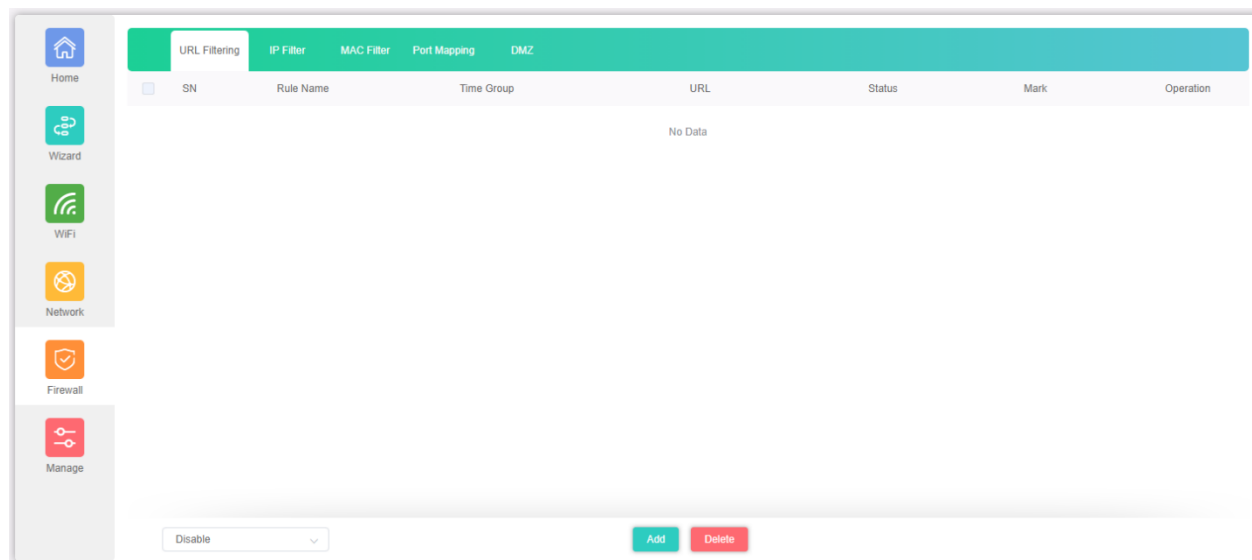 Home
Wizard
WiFi
Network
Firewall
Manage
URL Filtering IP Filter MAC Filter Port Mapping DMZ
SN Rule Name Time Group URL Status Mark Operation
No Data
Disable Add Delete